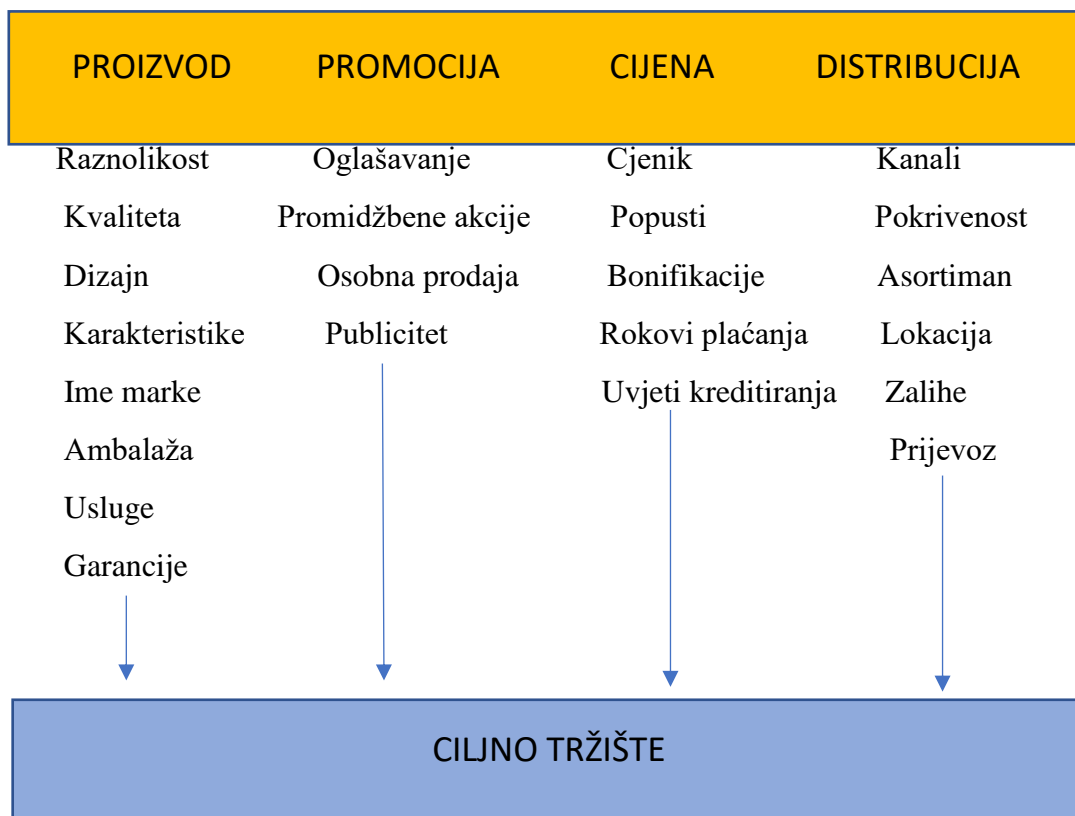 PROIZVOD PROMOCIJA CIJENA DISTRIBUCIJA
Raznolikost Oglašavanje Cjenik Kanali
Kvaliteta Promidžbene akcije Popusti Pokrivenost
Dizajn Osobna prodaja Bonifikacije Asortiman
Karakteristike Publicitet Rokovi plaćanja Lokacija
Ime marke Uvjeti kreditiranja Zalihe
Ambalaža Prijevoz
Usluge
Garancije
CILJNO TRŽIŠTE